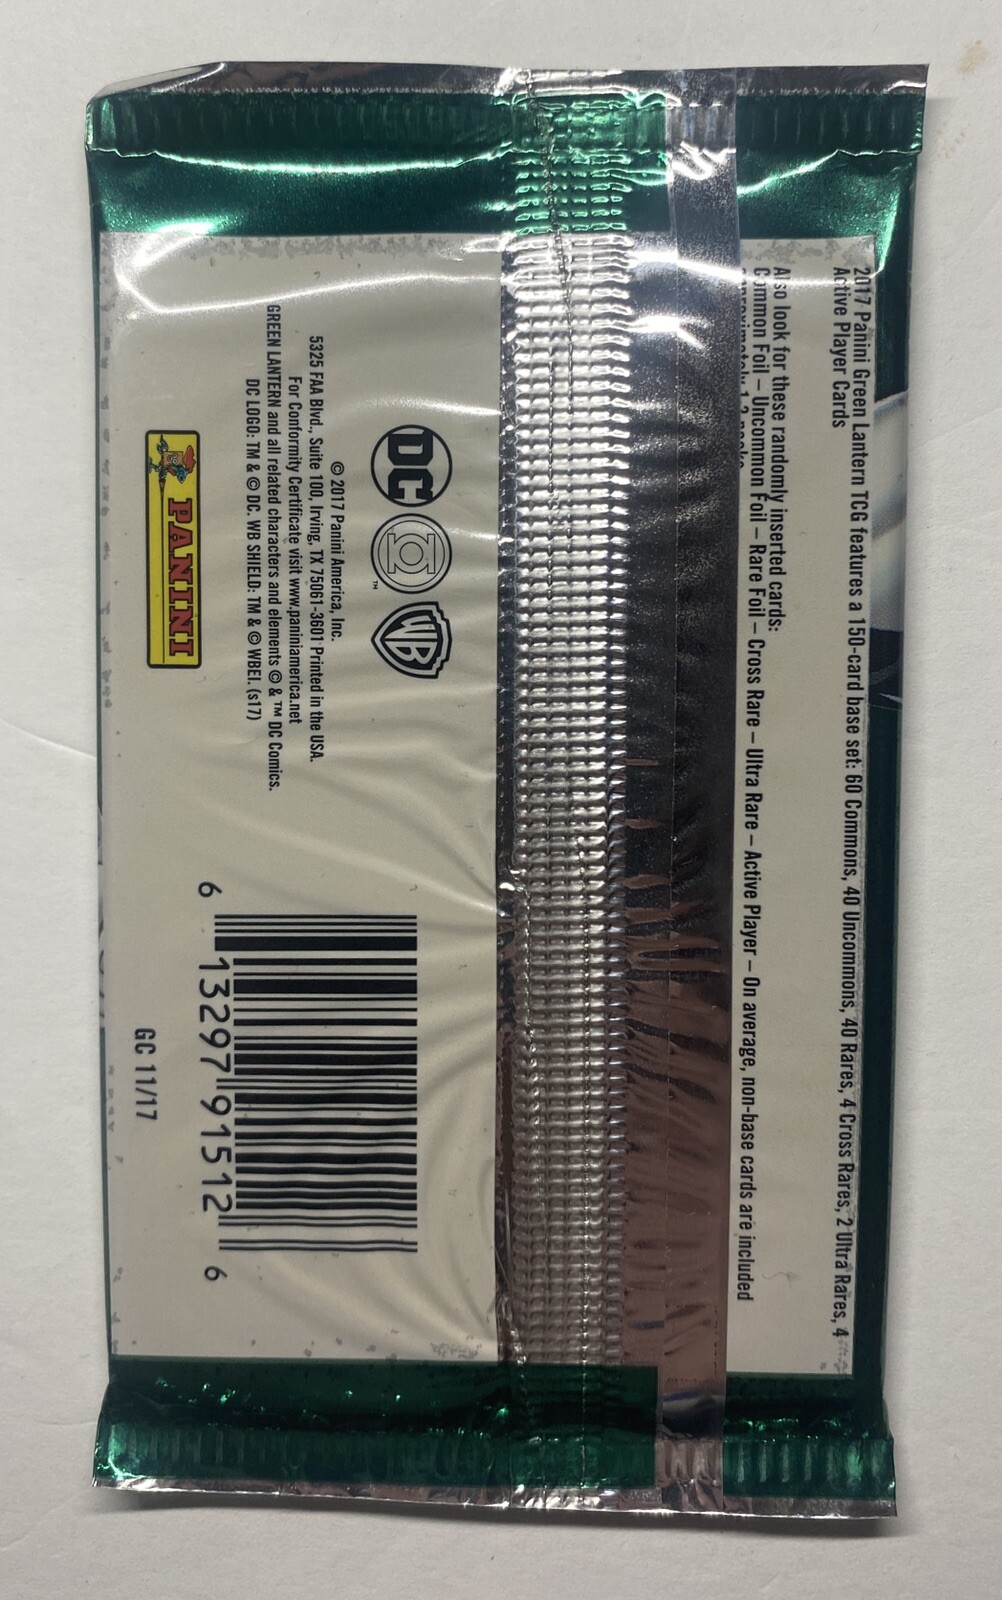 2017 Panini Green Lantern TCG features a 150-card base set: 60 Commons, 40 Uncommons, 40 Rares, 4 Cross Rares, 2 Ultra Rares, 4
Active Player Cards
Also look for these randomly inserted cards:
Common Foil – Uncommon Foil – Rare Foil – Cross Rare – Ultra Rare – Active Player – On average, non-base cards are included
DC
WB
TM
© 2017 Panini America, Inc.
5325 FAA Blvd., Suite 100, Irving, TX 75061-3601 Printed in the USA.
For Conformity Certificate visit www.paniniamerica.net
GREEN LANTERN and all related characters and elements © & ™ DC Comics.
DC LOGO: TM & © DC. WB SHIELD: TM & © WBEI. (s17)
PANINI
6 13297 91512 6
GC 11/17